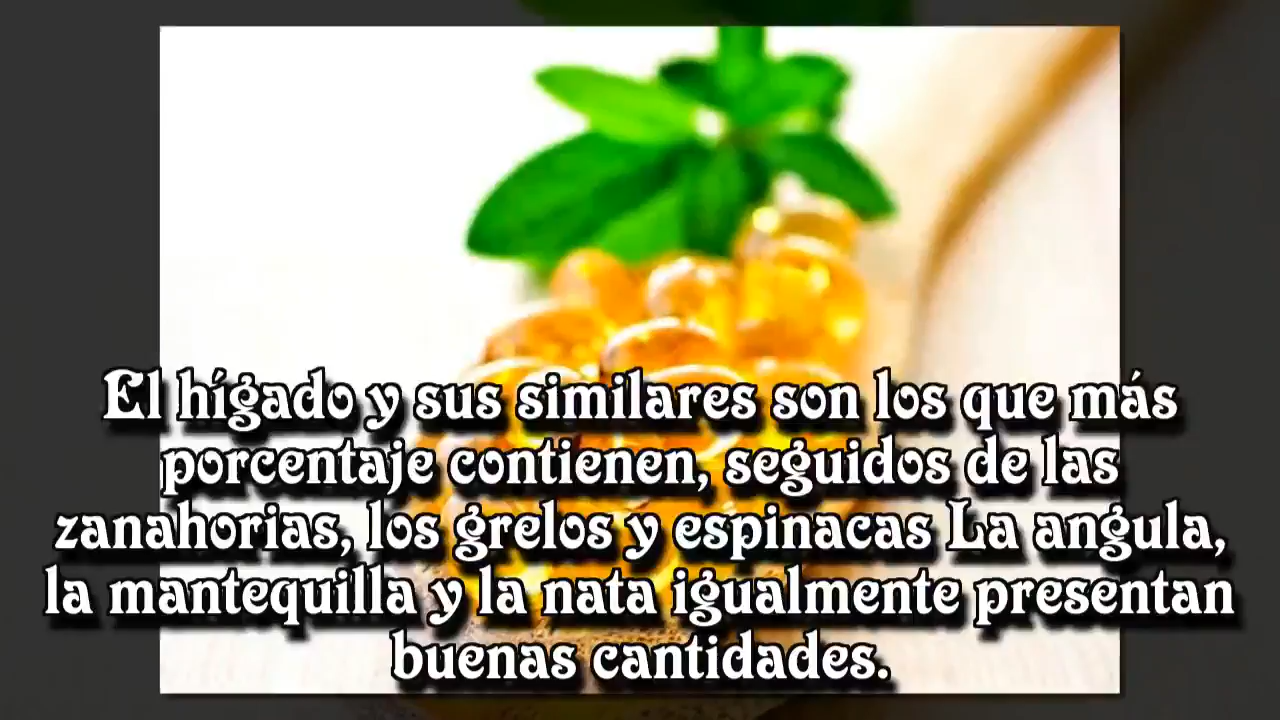 El hígado y sus similares son los que más
porcentaje contienen, seguidos de las
zanahorias, los grelos y espinacas La angula,
la mantequilla y la nata igualmente presentan
buenas cantidades.